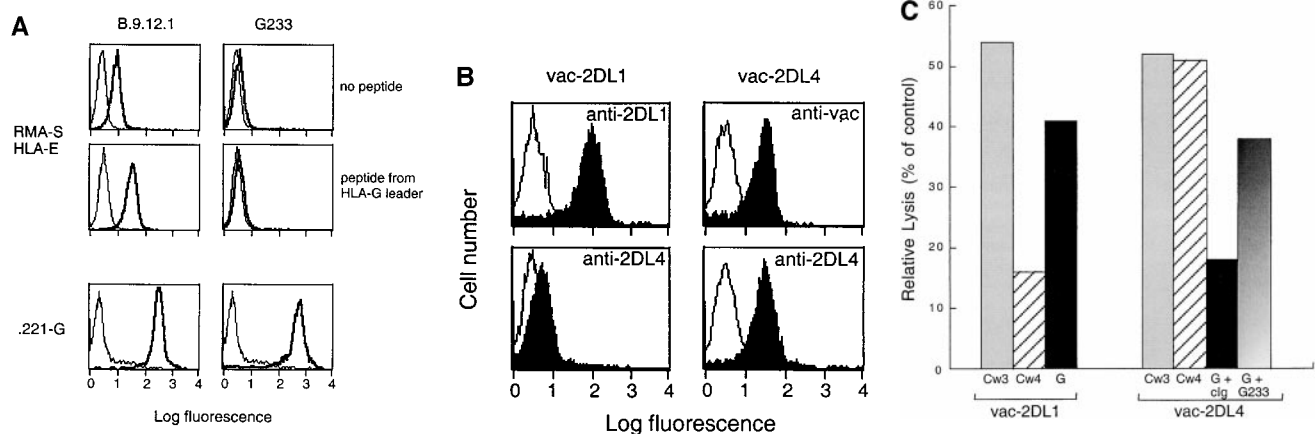 A
B.9.12.1
G233
no peptide
RMA-S
HLA-E
peptide from
HLA-G leader
.221-G
0 1 2 3 4
0 1 2 3 4
Log fluorescence
B
vac-2DL1
vac-2DL4
anti-2DL1
anti-vac
anti-2DL4
anti-2DL4
Cell number
0 1 2 3 4
0 1 2 3 4
Log fluorescence
C
Relative Lysis (% of control)
60
50
40
30
20
10
0
Cw3 Cw4 G
Cw3 Cw4 G + G +
cIg G233
vac-2DL1
vac-2DL4